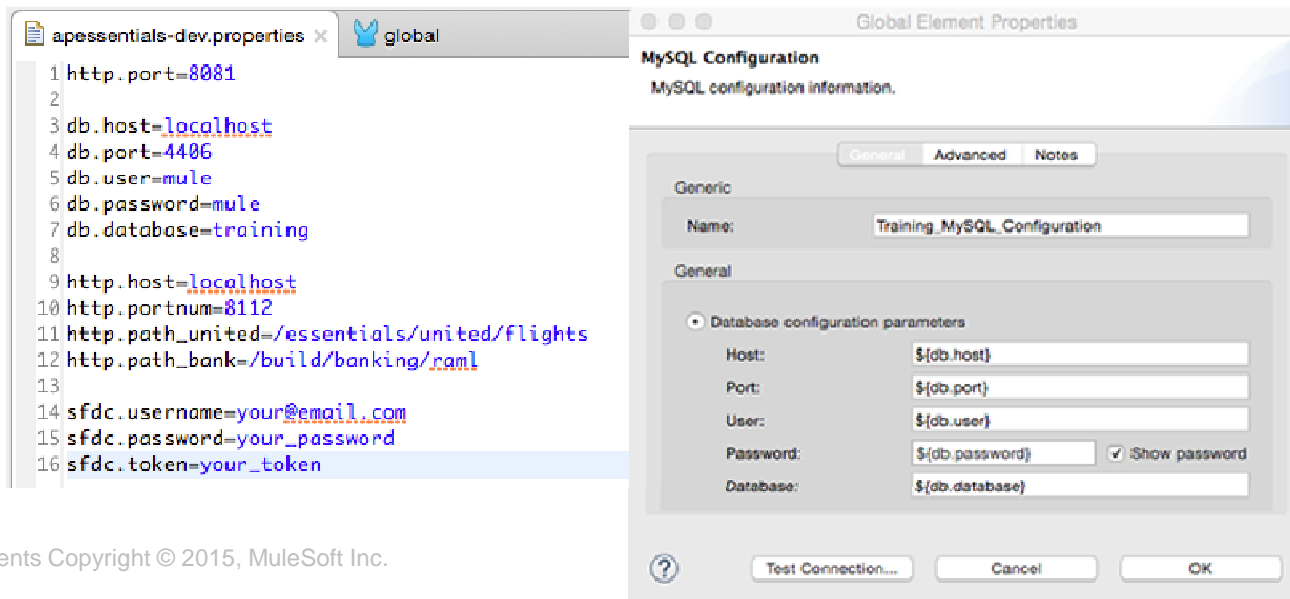 apessentials-dev.properties
global
1 http.port=8081
2
3 db.host=localhost
4 db.port=4406
5 db.user=mule
6 db.password=mule
7 db.database=training
8
9 http.host=localhost
10 http.portnum=8112
11 http.path_united=/essentials/united/flights
12 http.path_bank=/build/banking/raml
13
14 sfdc.username=your@email.com
15 sfdc.password=your_password
16 sfdc.token=your_token
ents Copyright © 2015, MuleSoft Inc.
Global Element Properties
MySQL Configuration
MySQL configuration information.
General Advanced Notes
Generic
Name: Training_MySQL_Configuration
General
Database configuration parameters
Host: ${db.host}
Port: ${db.port}
User: ${db.user}
Password: ${db.password} Show password
Database: ${db.database}
? Test Connection.... Cancel OK